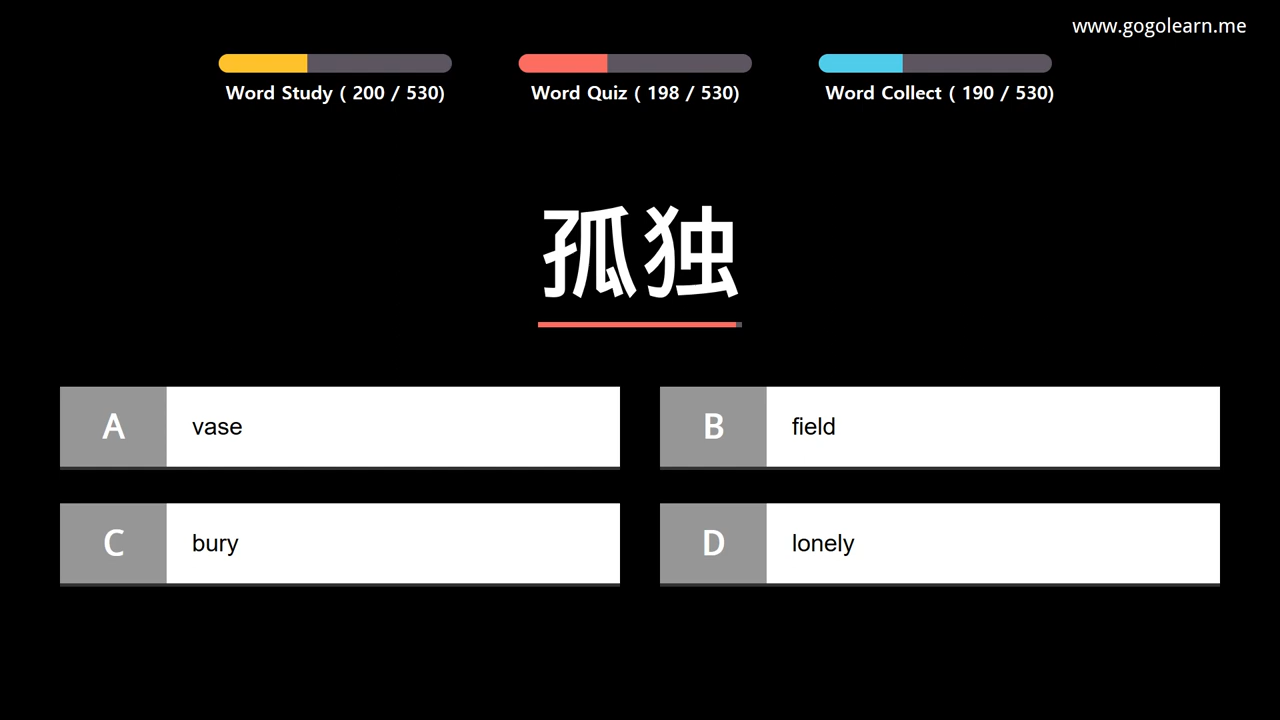 www.gogolearn.me
Word Study ( 200 / 530)
Word Quiz ( 198 / 530)
Word Collect ( 190 / 530)
孤独
A vase
B field
C bury
D lonely